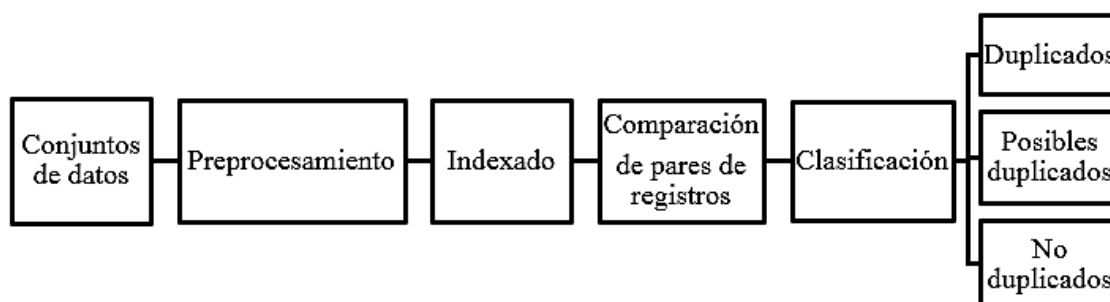 Conjuntos
de datos
Preprocesamiento
Indexado
Comparación
de pares de
registros
Clasificación
Duplicados
Posibles
duplicados
No
duplicados